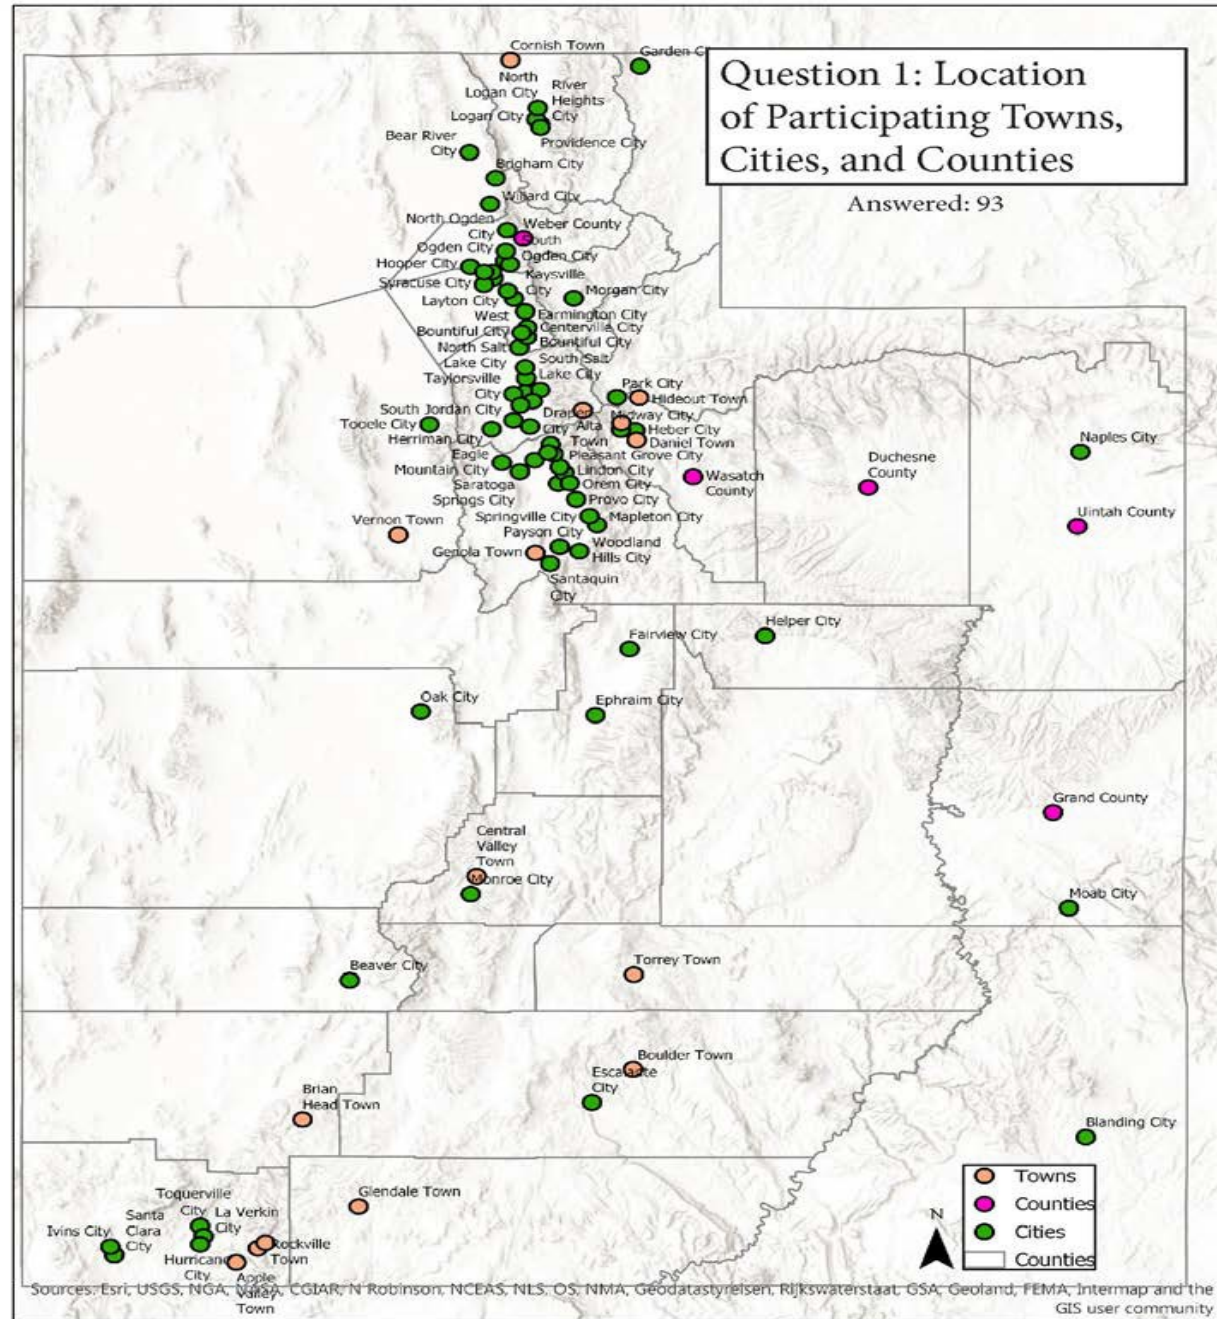 Cornish Town
Garden C
Question 1: Location
of Participating Towns,
Cities, and Counties
Answered: 93
North
Logan City
River
Heights
City
Logan City
Providence City
Bear River
City
Brigham City
Willard City
North Ogden
City
Weber County
South
Ogden City
Ogden City
Hooper City
Kaysville
City
Syracuse City
Morgan City
Layton City
West
Bountiful City
Farmington City
Centerville City
Bountiful City
North Salt
Lake City
South Salt
Lake City
Taylorsville
City
Park City
Hideout Town
South Jordan City
Draper
City
Alta
Town
Midway City
Heber City
Daniel Town
Tooele City
Herriman City
Pleasant Grove City
Eagle
Mountain City
Lindon City
Saratoga
Springs City
Orem City
Provo City
Wasatch
County
Duchesne
County
Naples City
Uintah County
Vernon Town
Springville City
Mapleton City
Payson City
Woodland
Hills City
Genola Town
Santaquin
City
Fairview City
Helper City
Oak City
Ephraim City
Grand County
Central
Valley
Town
Monroe City
Moab City
Beaver City
Torrey Town
Boulder Town
Escalante
City
Brian
Head Town
Blanding City
Glendale Town
Toquerville
City
La Verkin
City
Ivins City
Santa
Clara
City
Hurricane
City
Rockville
Town
Apple
Valley
Town
Towns
Counties
Cities
Counties
N
Sources: Esri, USGS, NGA, NASA, CGIAR, N Robinson, NCEAS, NLS, OS, NMA, Geodatastyrelsen, Rijkswaterstaat, GSA, Geoland, FEMA, Intermap and the
GIS user community